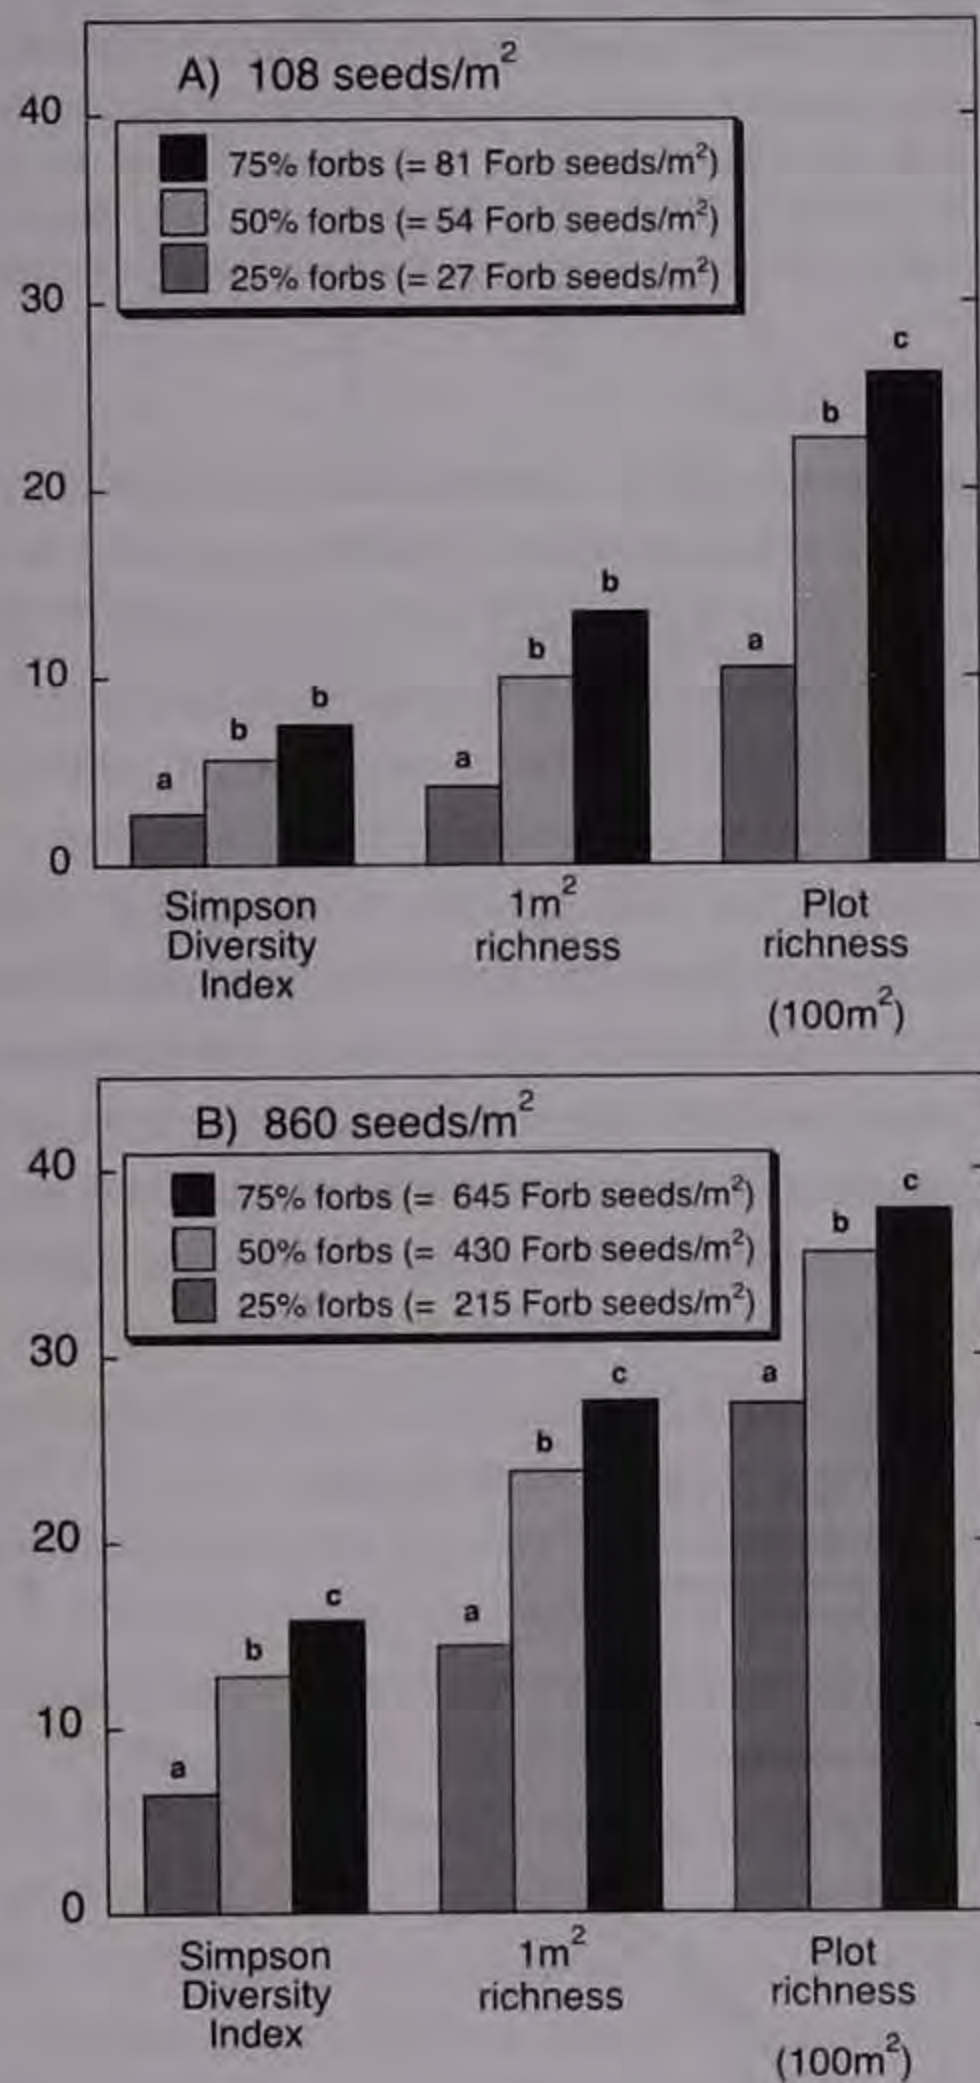 A) 108 seeds/m²
40
75% forbs (= 81 Forb seeds/m²)
50% forbs (= 54 Forb seeds/m²)
25% forbs (= 27 Forb seeds/m²)
30
c
b
20
b
b
a
10
b
b
a
a
0
Simpson
Diversity
Index
1m²
richness
Plot
richness
(100m²)
B) 860 seeds/m²
40
75% forbs (= 645 Forb seeds/m²)
50% forbs (= 430 Forb seeds/m²)
25% forbs (= 215 Forb seeds/m²)
c
b
30
c
a
b
20
c
a
b
10
a
0
Simpson
Diversity
Index
1m²
richness
Plot
richness
(100m²)